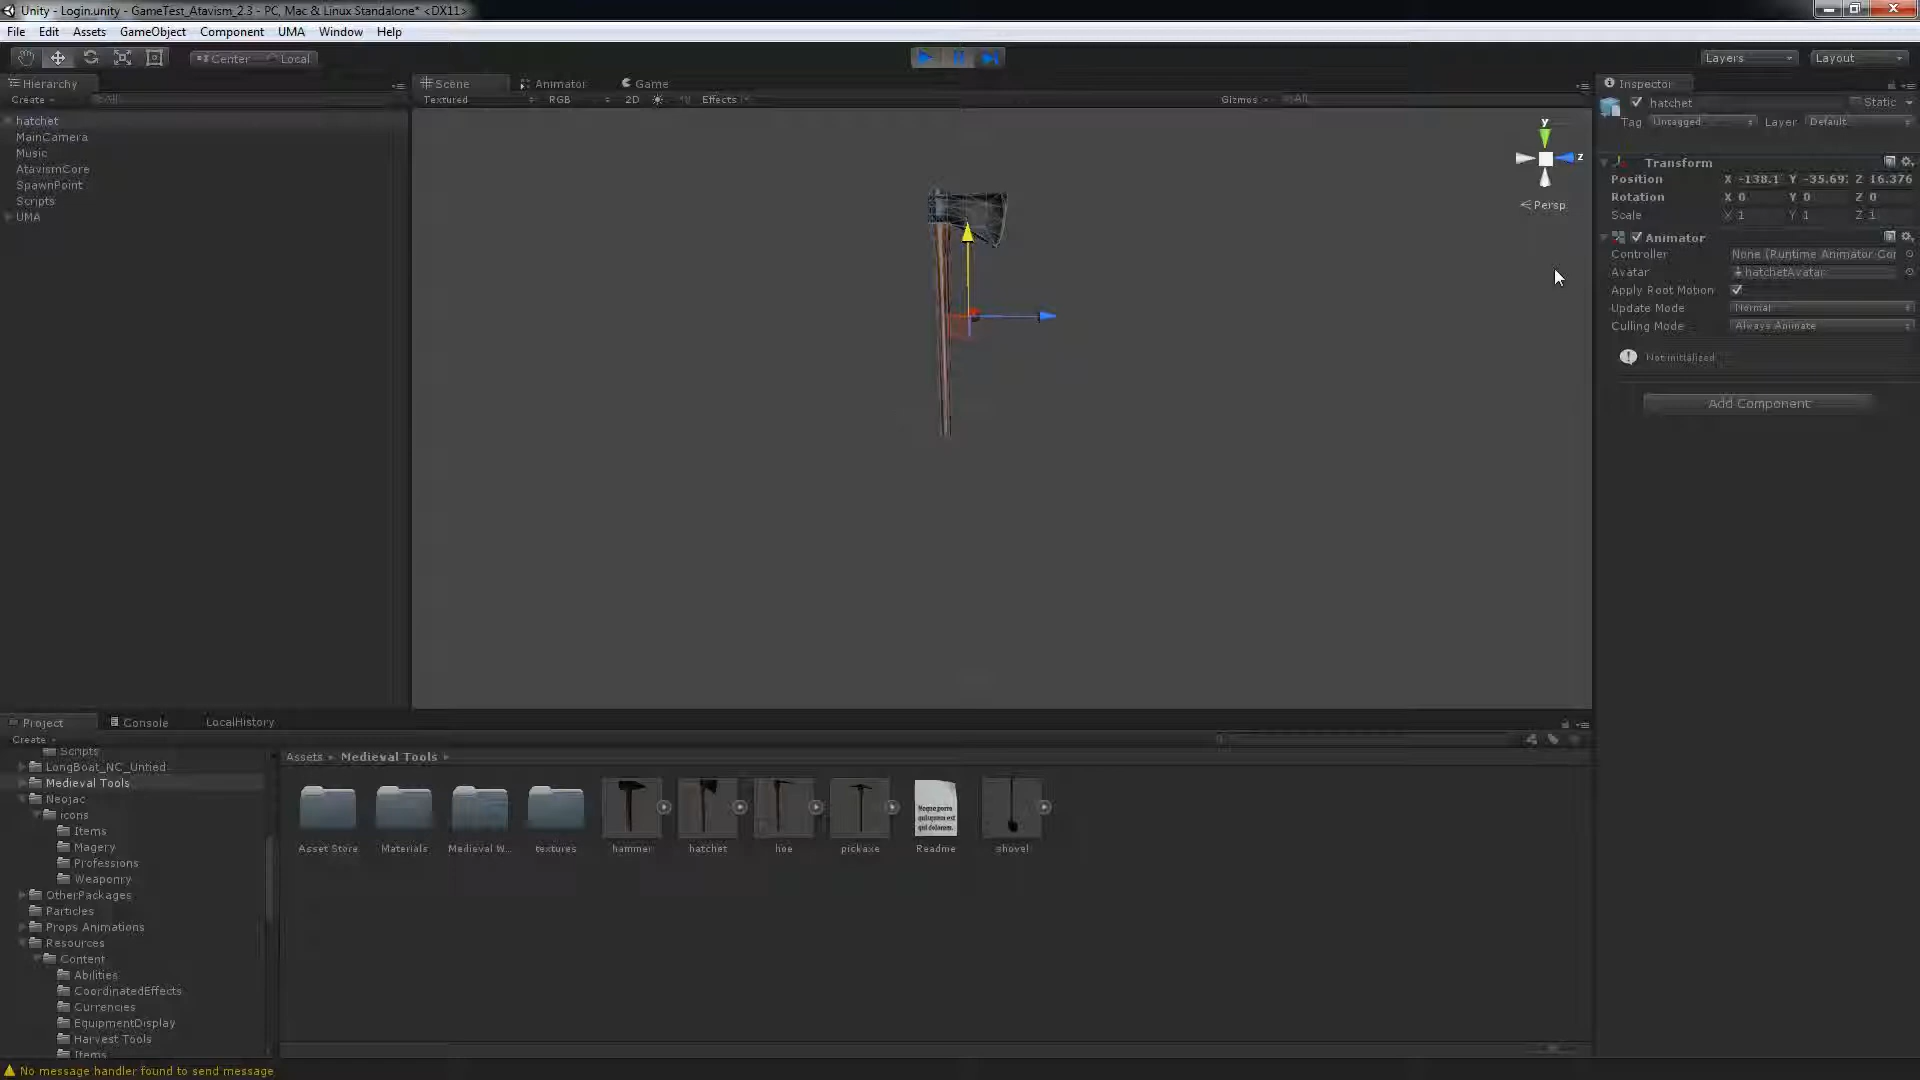 Unity - Login.unity - GameTest_Atavism_2.3 - PC, Mac & Linux Standalone* <DX11>
File Edit Assets GameObject Component UMA Window Help
Center Local Layers Layout
Hierarchy Scene Animator Game Inspector
Create All Textured RGB 2D Effects Gizmos All
hatchet Static
Tag Untagged Layer Default
hatchet
MainCamera
Music
AtavismCore
SpawnPoint
Scripts
UMA
y
z
Persp
Transform
Position X -138.1 Y -35.69: Z 16.376
Rotation X 0 Y 0 Z 0
Scale X 1 Y 1 Z 1
Animator
Controller None (Runtime Animator Cor
Avatar hatchetAvatar
Apply Root Motion
Update Mode Normal
Culling Mode Always Animate
Not initialized
Add Component
Project Console LocalHistory
Create
Scripts
LongBoat_NC_Untied
Medieval Tools
Neojac
icons
Items
Magery
Professions
Weaponry
OtherPackages
Particles
Props Animations
Resources
Content
Abilities
CoordinatedEffects
Currencies
EquipmentDisplay
Harvest Tools
Items
Assets Medieval Tools
Asset Store Materials Medieval W... textures hammer hatchet hoe pickaxe Readme shovel
No message handler found to send message